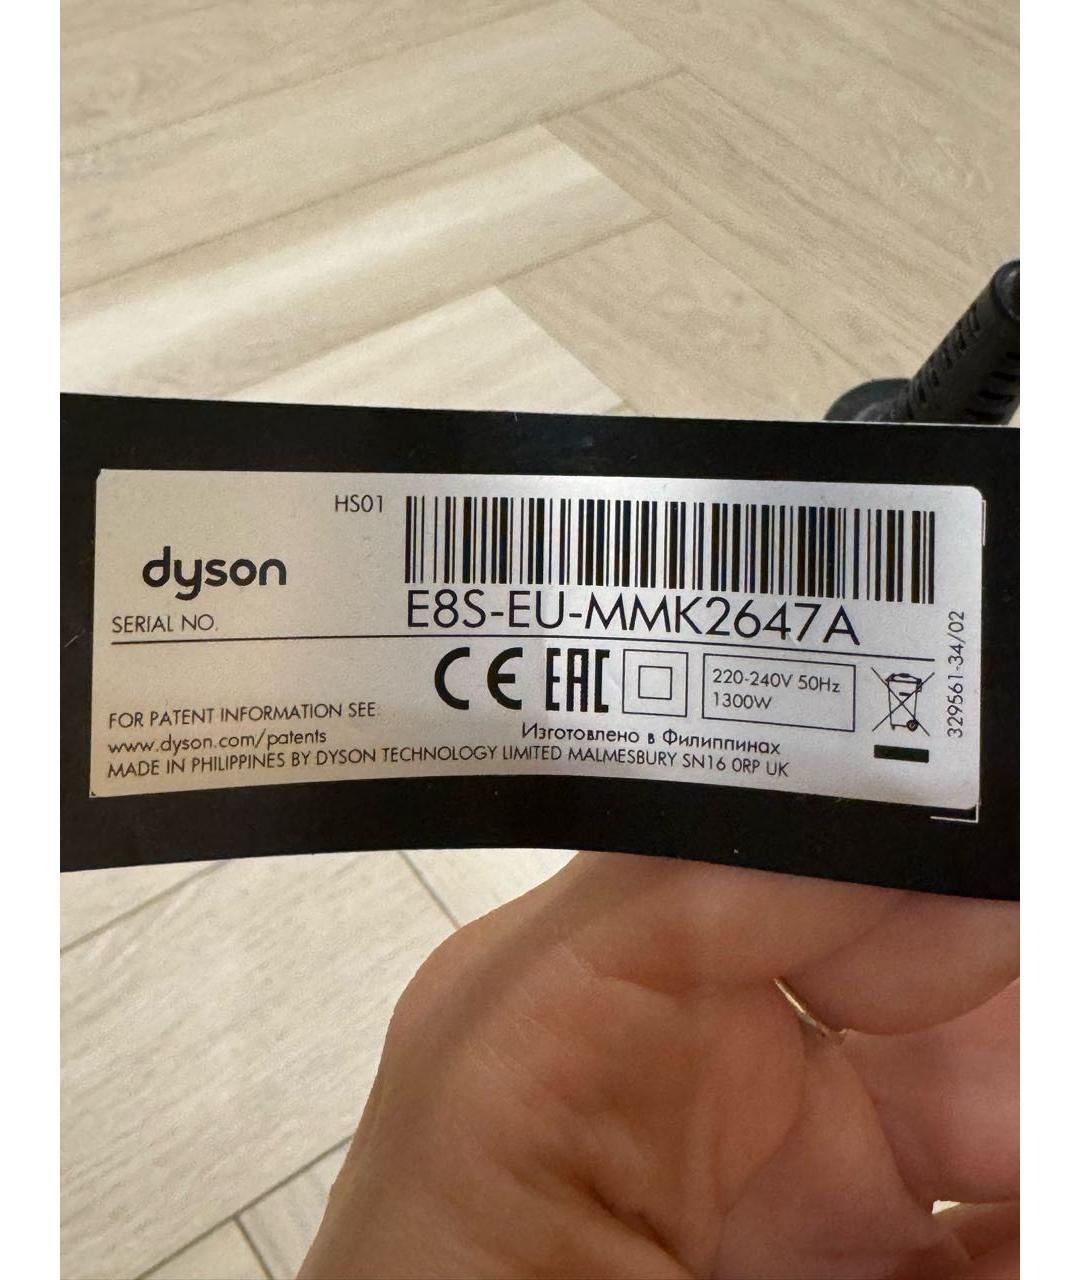 HS01
dyson
SERIAL NO.
E8S-EU-MMK2647A
CE EAC
220-240V 50Hz
1300W
329561-34/02
FOR PATENT INFORMATION SEE:
www.dyson.com/patents
Изготовлено в Филиппинах
MADE IN PHILIPPINES BY DYSON TECHNOLOGY LIMITED MALMESBURY SN16 0RP UK